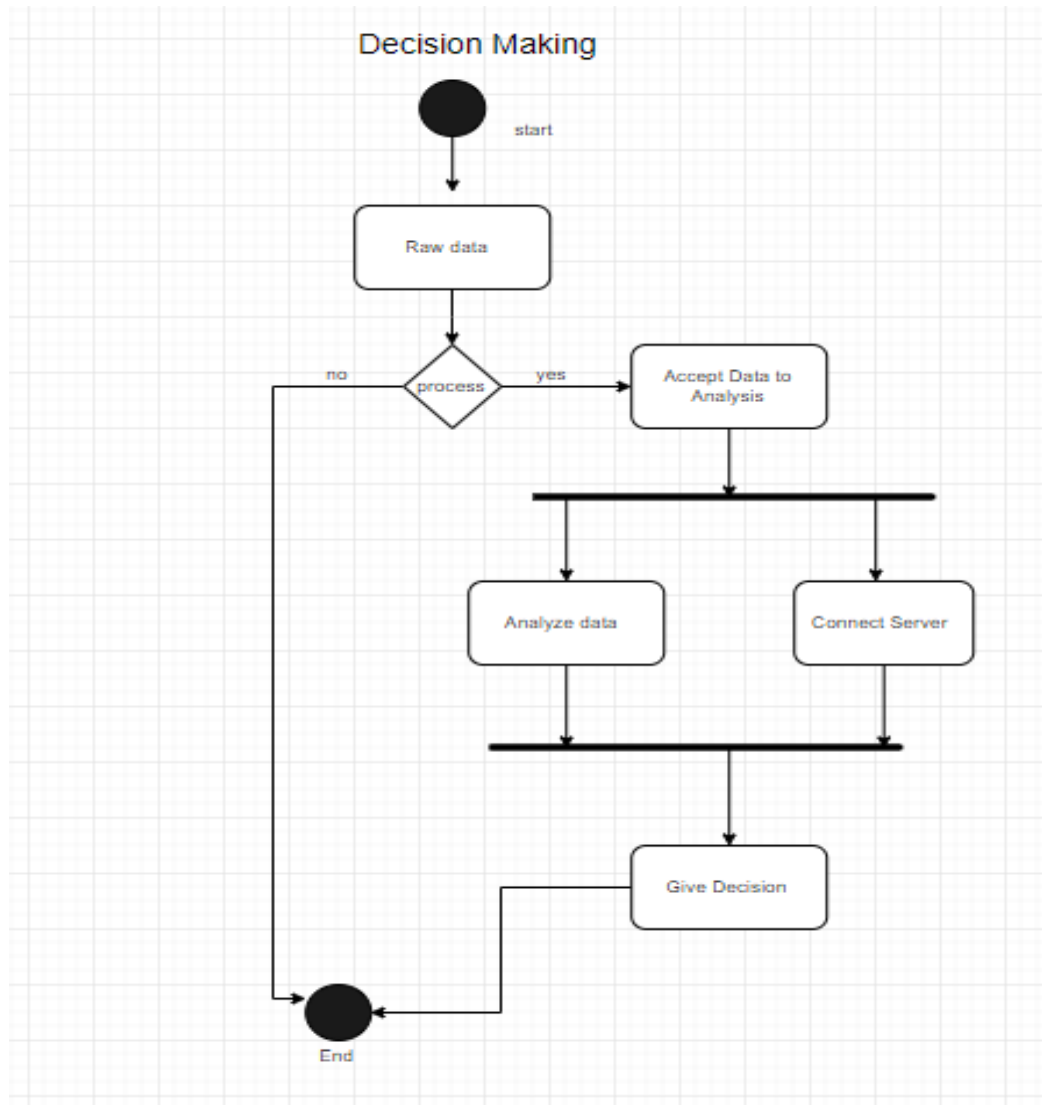 Decision Making
start
Raw data
no
process
yes
Accept Data to
Analysis
Analyze data
Connect Server
Give Decision
End